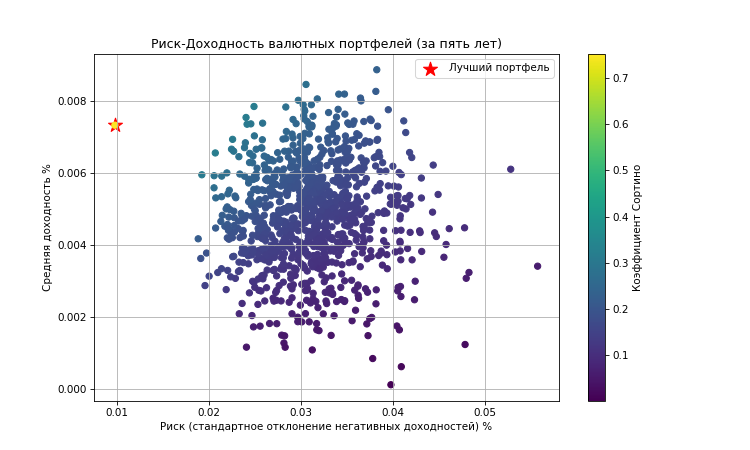 Риск-Доходность валютных портфелей (за пять лет)
Лучший портфель
Средняя доходность %
0.008
0.006
0.004
0.002
0.000
0.01 0.02 0.03 0.04 0.05
Риск (стандартное отклонение негативных доходностей) %
0.7
0.6
0.5
0.4
0.3
0.2
0.1
Коэффициент Сортино